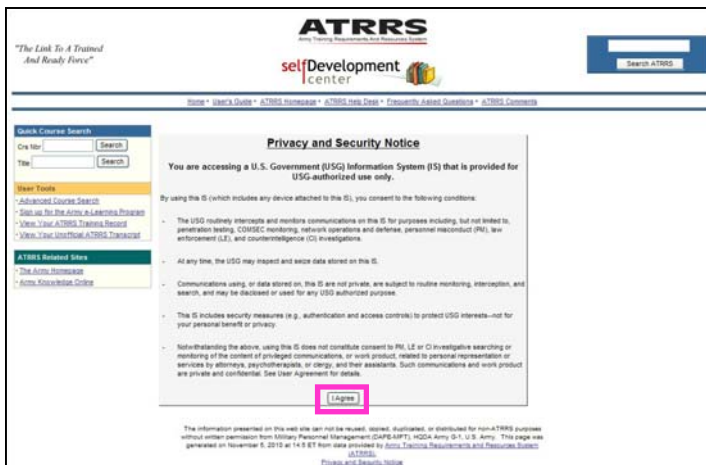 "The Link To A Trained
And Ready Force"
ATRRS
Army Training Requirements And Resources System
selfDevelopment
center
Search ATRRS
Home * User's Guide * ATRRS Homepage * ATRRS Help Desk * Frequently Asked Questions * ATRRS Comments
Quick Course Search
Crs Nbr Search
Title Search
User Tools
Advanced Course Search
Sign up for the Army e-Learning Program
View Your ATRRS Training Record
View Your Unofficial ATRRS Transcript
ATRRS Related Sites
The Army Homepage
Army Knowledge Online
Privacy and Security Notice
You are accessing a U.S. Government (USG) Information System (IS) that is provided for
USG-authorized use only.
By using this IS (which includes any device attached to this IS), you consent to the following conditions:
- The USG routinely intercepts and monitors communications on this IS for purposes including, but not limited to,
penetration testing, COMSEC monitoring, network operations and defense, personnel misconduct (PM), law
enforcement (LE), and counterintelligence (CI) investigations.
- At any time, the USG may inspect and seize data stored on this IS.
- Communications using, or data stored on, this IS are not private, are subject to routine monitoring, interception, and
search, and may be disclosed or used for any USG authorized purpose.
- This IS includes security measures (e.g., authentication and access controls) to protect USG interests--not for
your personal benefit or privacy.
- Notwithstanding the above, using this IS does not constitute consent to PM, LE or CI investigative searching or
monitoring of the content of privileged communications, or work product, related to personal representation or
services by attorneys, psychotherapists, or clergy, and their assistants. Such communications and work product
are private and confidential. See User Agreement for details.
I Agree
The information presented on this web site can not be reused, copied, duplicated, or distributed for non-ATRRS purposes
without written permission from Military Personnel Management (DAPE-MPT), HQDA Army G-1, U.S. Army. This page was
generated on November 5, 2013 at 14:5 ET from data provided by Army Training Requirements and Resources System
(ATRRS).
Privacy and Security Notice